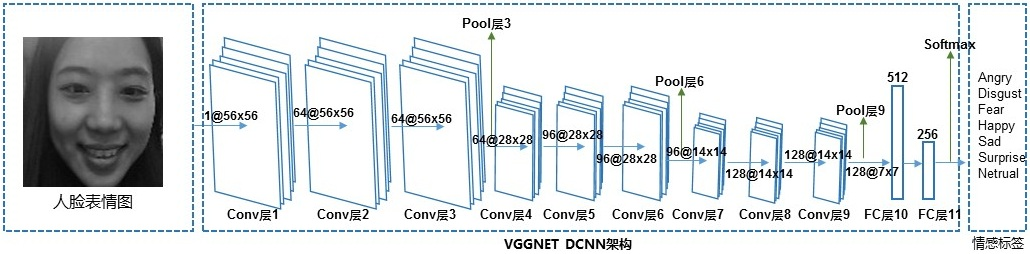 Pool层3
Softmax
Pool层6
512
Pool层9
256
1@56x56
64@56x56
64@56x56
64@28x28
96@28x28
96@28x28
96@14x14
128@14x14
128@14x14
128@7x7
Angry
Disgust
Fear
Happy
Sad
Surprise
Netrual
人脸表情图
Conv层1
Conv层2
Conv层3
Conv层4
Conv层5
Conv层6
Conv层7
Conv层8
Conv层9
FC层10
FC层11
VGGNET DCNN架构
情感标签